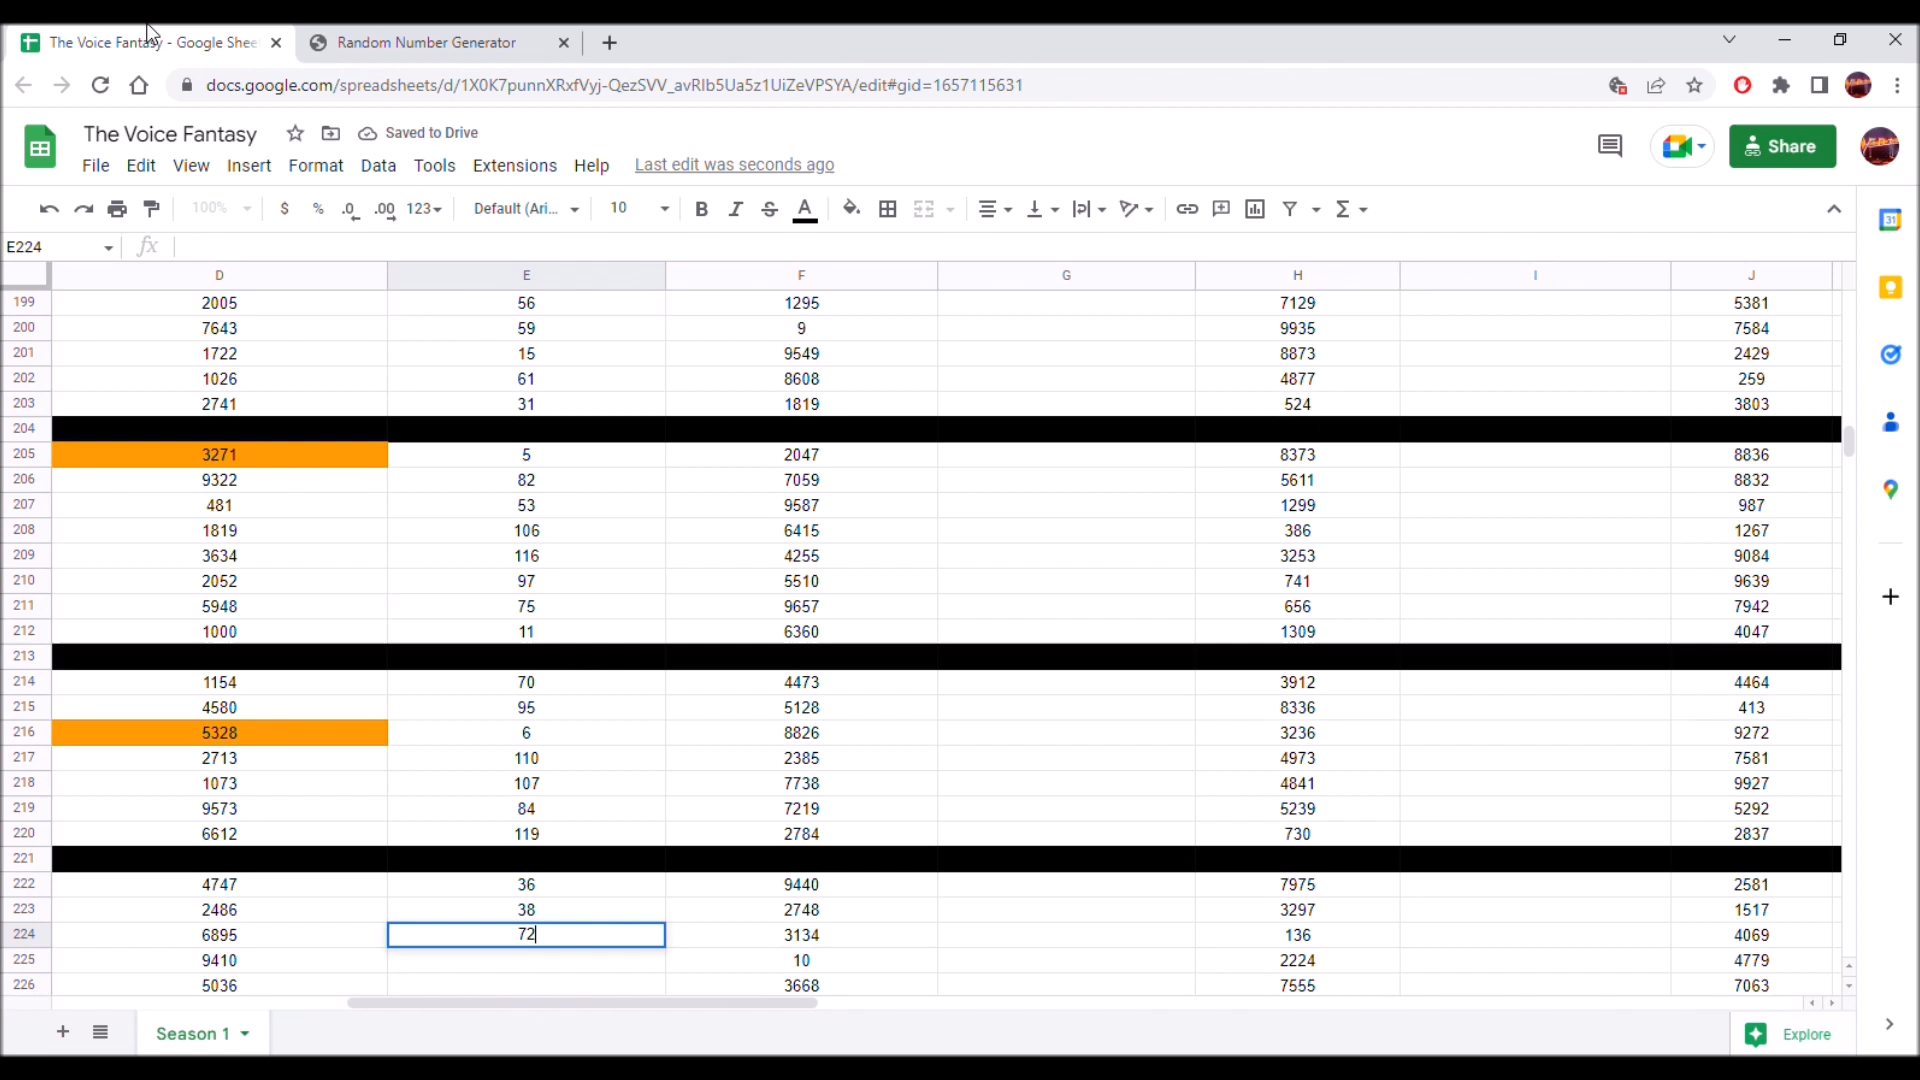 The Voice Fantasy - Google Shee
Random Number Generator
docs.google.com/spreadsheets/d/1X0K7punnXRxfVyj-QezSVV_avRIb5Ua5z1UiZeVPSYA/edit#gid=1657115631
The Voice Fantasy Saved to Drive
File Edit View Insert Format Data Tools Extensions Help Last edit was seconds ago
Share
100% $ % .0 .00 123 Default (Ari... 10
E224
D E F G H I J
199 2005 56 1295 7129 5381
200 7643 59 9 9935 7584
201 1722 15 9549 8873 2429
202 1026 61 8608 4877 259
203 2741 31 1819 524 3803
204
205 3271 5 2047 8373 8836
206 9322 82 7059 5611 8832
207 481 53 9587 1299 987
208 1819 106 6415 386 1267
209 3634 116 4255 3253 9084
210 2052 97 5510 741 9639
211 5948 75 9657 656 7942
212 1000 11 6360 1309 4047
213
214 1154 70 4473 3912 4464
215 4580 95 5128 8336 413
216 5328 6 8826 3236 9272
217 2713 110 2385 4973 7581
218 1073 107 7738 4841 9927
219 9573 84 7219 5239 5292
220 6612 119 2784 730 2837
221
222 4747 36 9440 7975 2581
223 2486 38 2748 3297 1517
224 6895 72 3134 136 4069
225 9410 10 2224 4779
226 5036 3668 7555 7063
Season 1
Explore